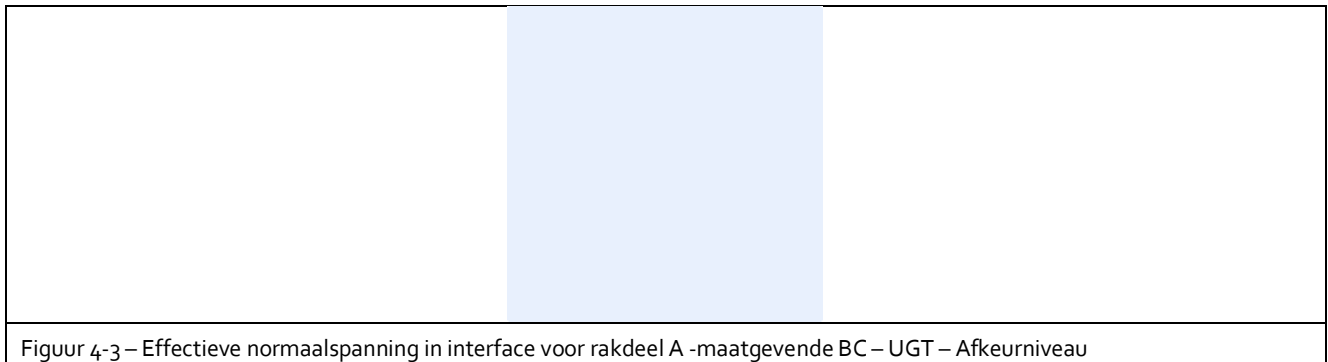 Figuur 4-3 – Effectieve normaalspanning in interface voor rakdeel A -maatgevende BC – UGT – Afkeurniveau